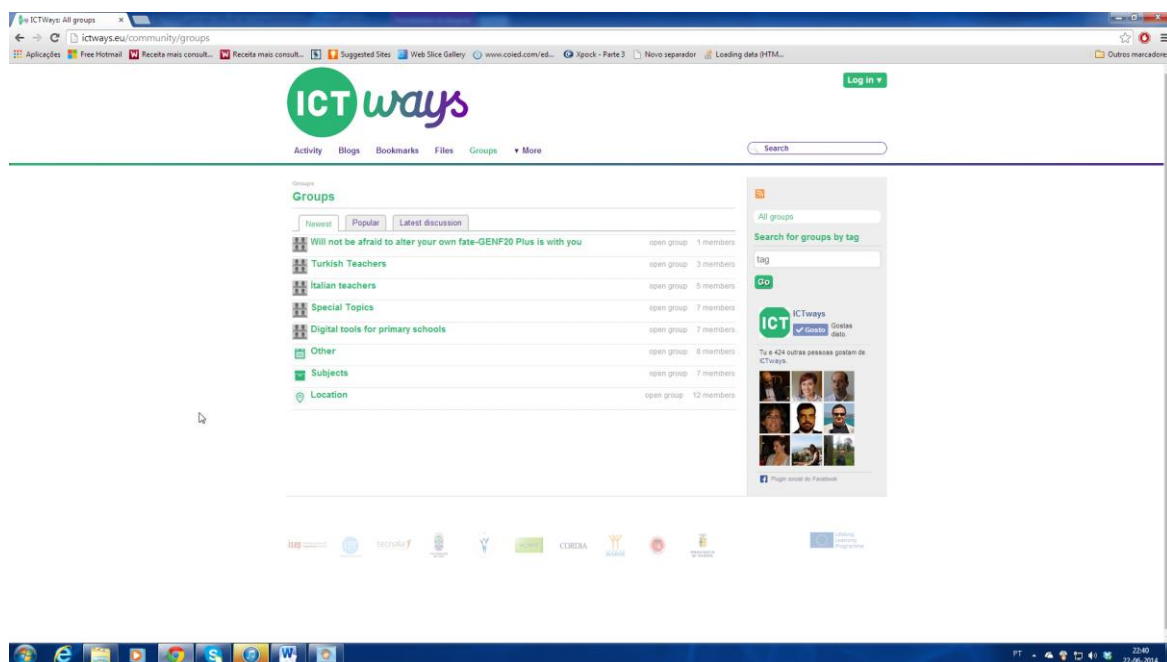 ICTWays: All groups
ictways.eu/community/groups
Aplicações Free Hotmail Receita mais consult... Receita mais consult... Suggested Sites Web Slice Gallery www.coied.com/ed... Xpock - Parte 3 Novo separador Loading data (HTM... Outros marcadore
ICT ways
Log in ▾
Activity Blogs Bookmarks Files Groups ▾ More
Search
Groups
Groups
Newest Popular Latest discussion
Will not be afraid to alter your own fate-GENF20 Plus is with you open group 1 members
Turkish Teachers open group 3 members
Italian teachers open group 5 members
Special Topics open group 7 members
Digital tools for primary schools open group 7 members
Other open group 8 members
Subjects open group 7 members
Location open group 12 members
All groups
Search for groups by tag
tag
Go
ICT
ICTways
Gosto Gostas disto.
Tu e 424 outras pessoas gostam de
ICTways.
Plugin social do Facebook
tecnalia CORDIA
Lifelong
Learning
Programme
PT 22:40
22-06-2014